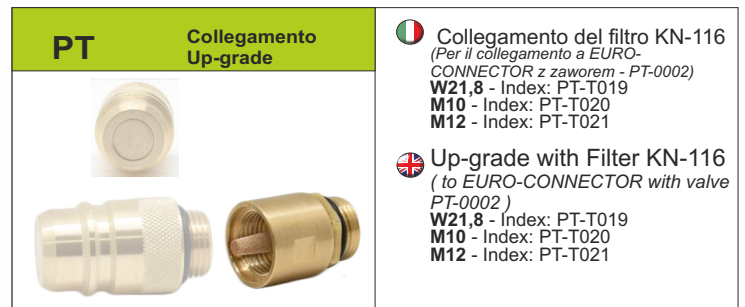 PT
Collegamento
Up-grade
Collegamento del filtro KN-116
(Per il collegamento a EURO-
CONNECTOR z zaworem - PT-0002)
W21,8 - Index: PT-T019
M10 - Index: PT-T020
M12 - Index: PT-T021
Up-grade with Filter KN-116
( to EURO-CONNECTOR with valve
PT-0002 )
W21,8 - Index: PT-T019
M10 - Index: PT-T020
M12 - Index: PT-T021